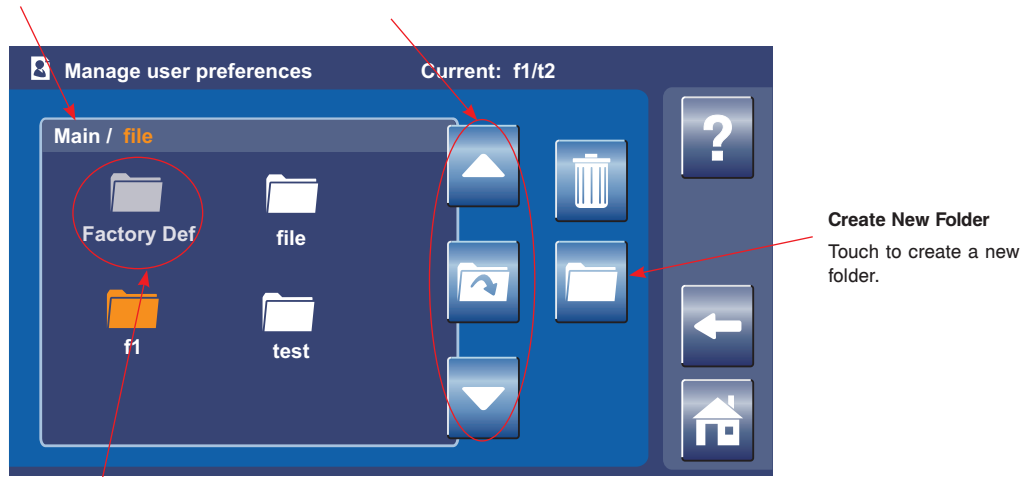 Manage user preferences
Current: f1/t2
Main / file
Factory Def
file
f1
test
?
Create New Folder
Touch to create a new
folder.